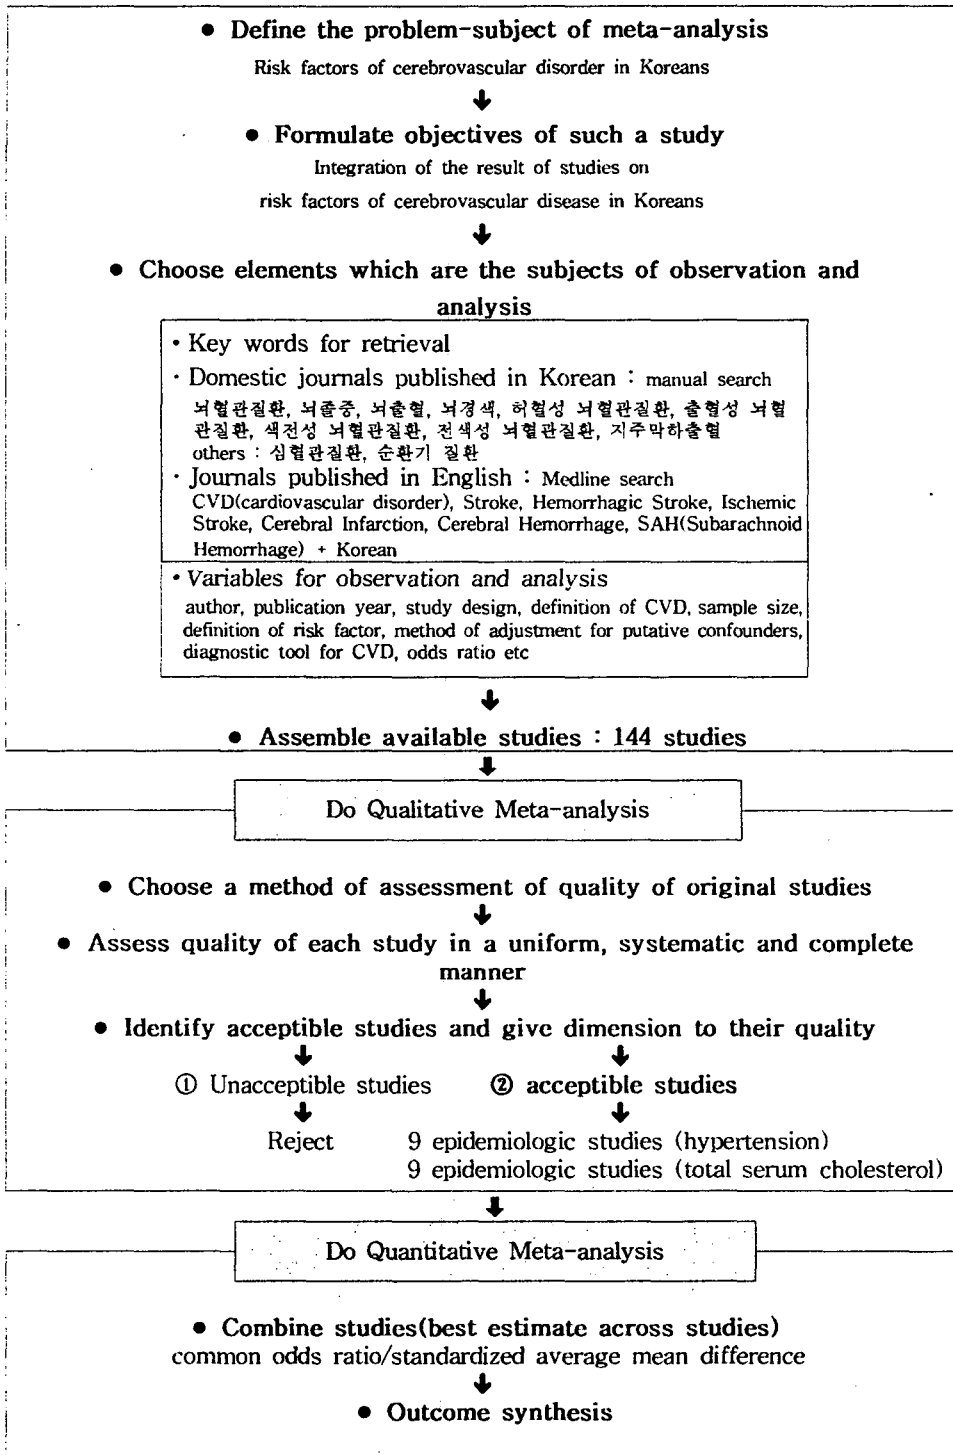 • Define the problem-subject of meta-analysis
Risk factors of cerebrovascular disorder in Koreans
• Formulate objectives of such a study
Integration of the result of studies on
risk factors of cerebrovascular disease in Koreans
• Choose elements which are the subjects of observation and
analysis
· Key words for retrieval
· Domestic journals published in Korean : manual search
뇌혈관질환, 뇌졸중, 뇌출혈, 뇌경색, 허혈성 뇌혈관질환, 출혈성 뇌혈
관질환, 색전성 뇌혈관질환, 전색성 뇌혈관질환, 지주막하출혈
others : 심혈관질환, 순환기 질환
· Journals published in English : Medline search
CVD(cardiovascular disorder), Stroke, Hemorrhagic Stroke, Ischemic
Stroke, Cerebral Infarction, Cerebral Hemorrhage, SAH(Subarachnoid
Hemorrhage) + Korean
· Variables for observation and analysis
author, publication year, study design, definition of CVD, sample size,
definition of risk factor, method of adjustment for putative confounders,
diagnostic tool for CVD, odds ratio etc
• Assemble available studies : 144 studies
Do Qualitative Meta-analysis
• Choose a method of assessment of quality of original studies
• Assess quality of each study in a uniform, systematic and complete
manner
• Identify acceptible studies and give dimension to their quality
① Unacceptible studies ② acceptible studies
Reject 9 epidemiologic studies (hypertension)
9 epidemiologic studies (total serum cholesterol)
Do Quantitative Meta-analysis
• Combine studies(best estimate across studies)
common odds ratio/standardized average mean difference
• Outcome synthesis